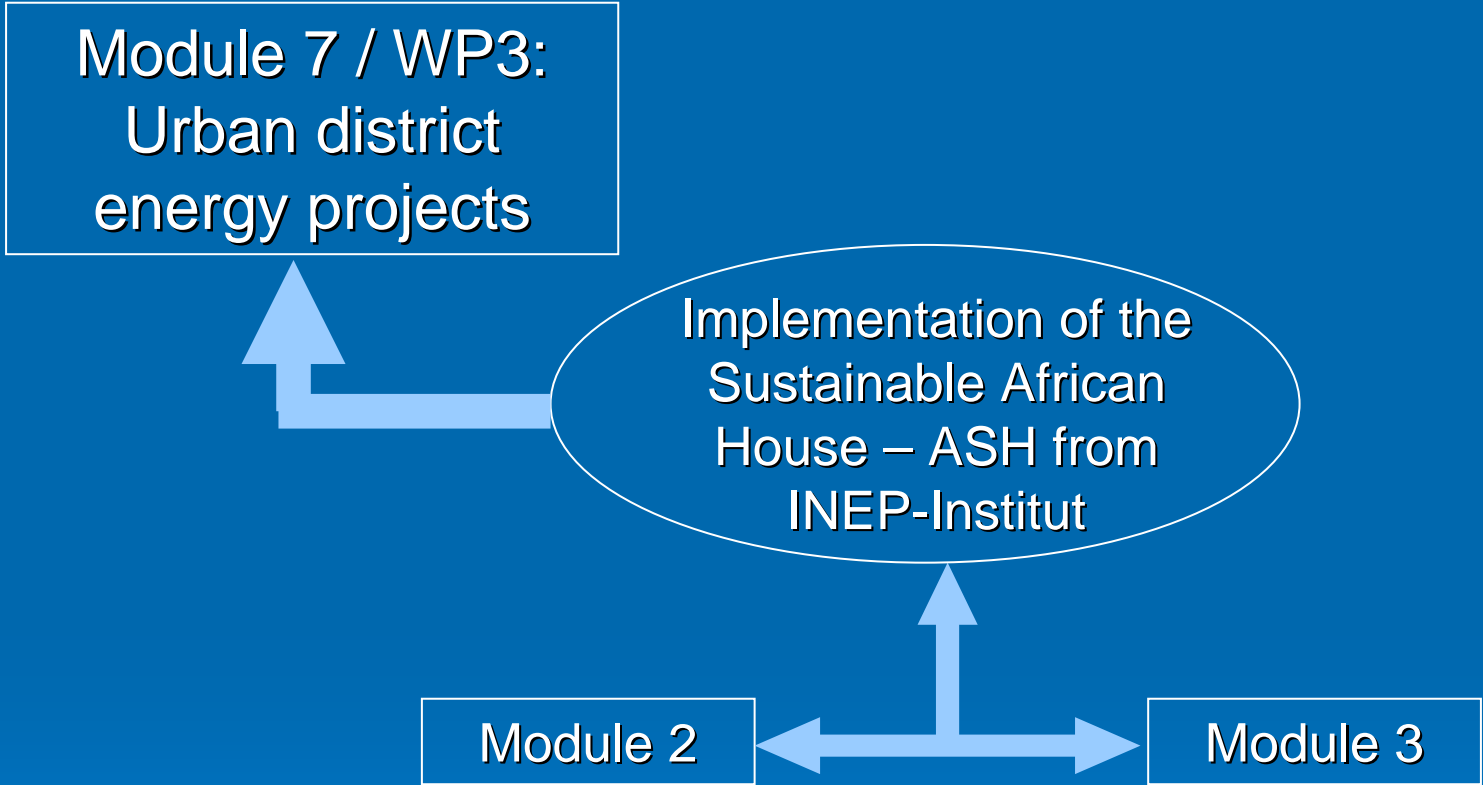 Module 7 / WP3:
Urban district
energy projects
Implementation of the
Sustainable African
House – ASH from
INEP-Institut
Module 2
Module 3